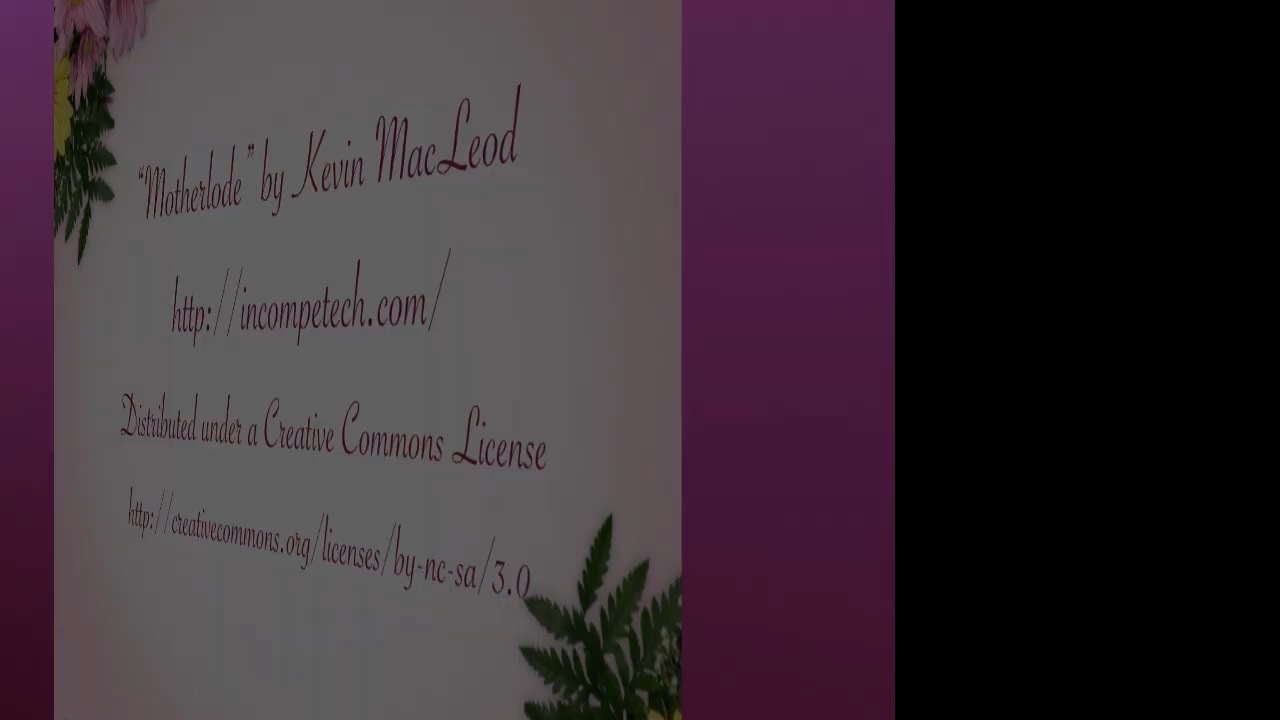 “Motherlode” by Kevin MacLeod
http://incompetech.com/
Distributed under a Creative Commons License
http://creativecommons.org/licenses/by-nc-sa/3.0